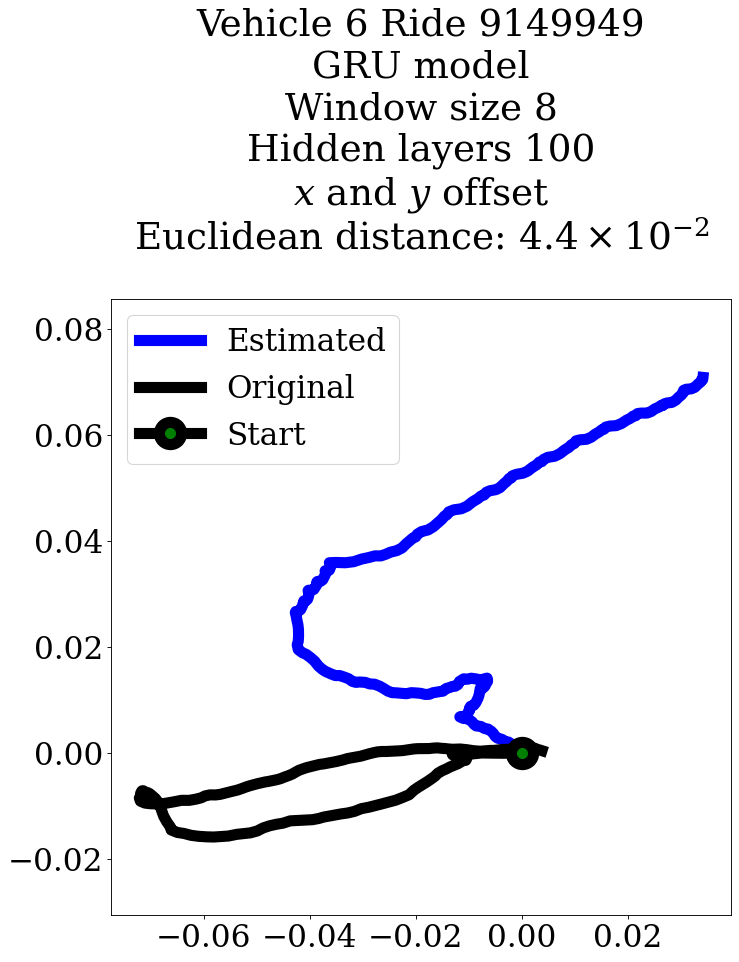 Vehicle 6 Ride 9149949
GRU model
Window size 8
Hidden layers 100
x and y offset
Euclidean distance: 4.4 × 10⁻²
Estimated
Original
Start
0.08
0.06
0.04
0.02
0.00
−0.02
−0.06 −0.04 −0.02 0.00 0.02